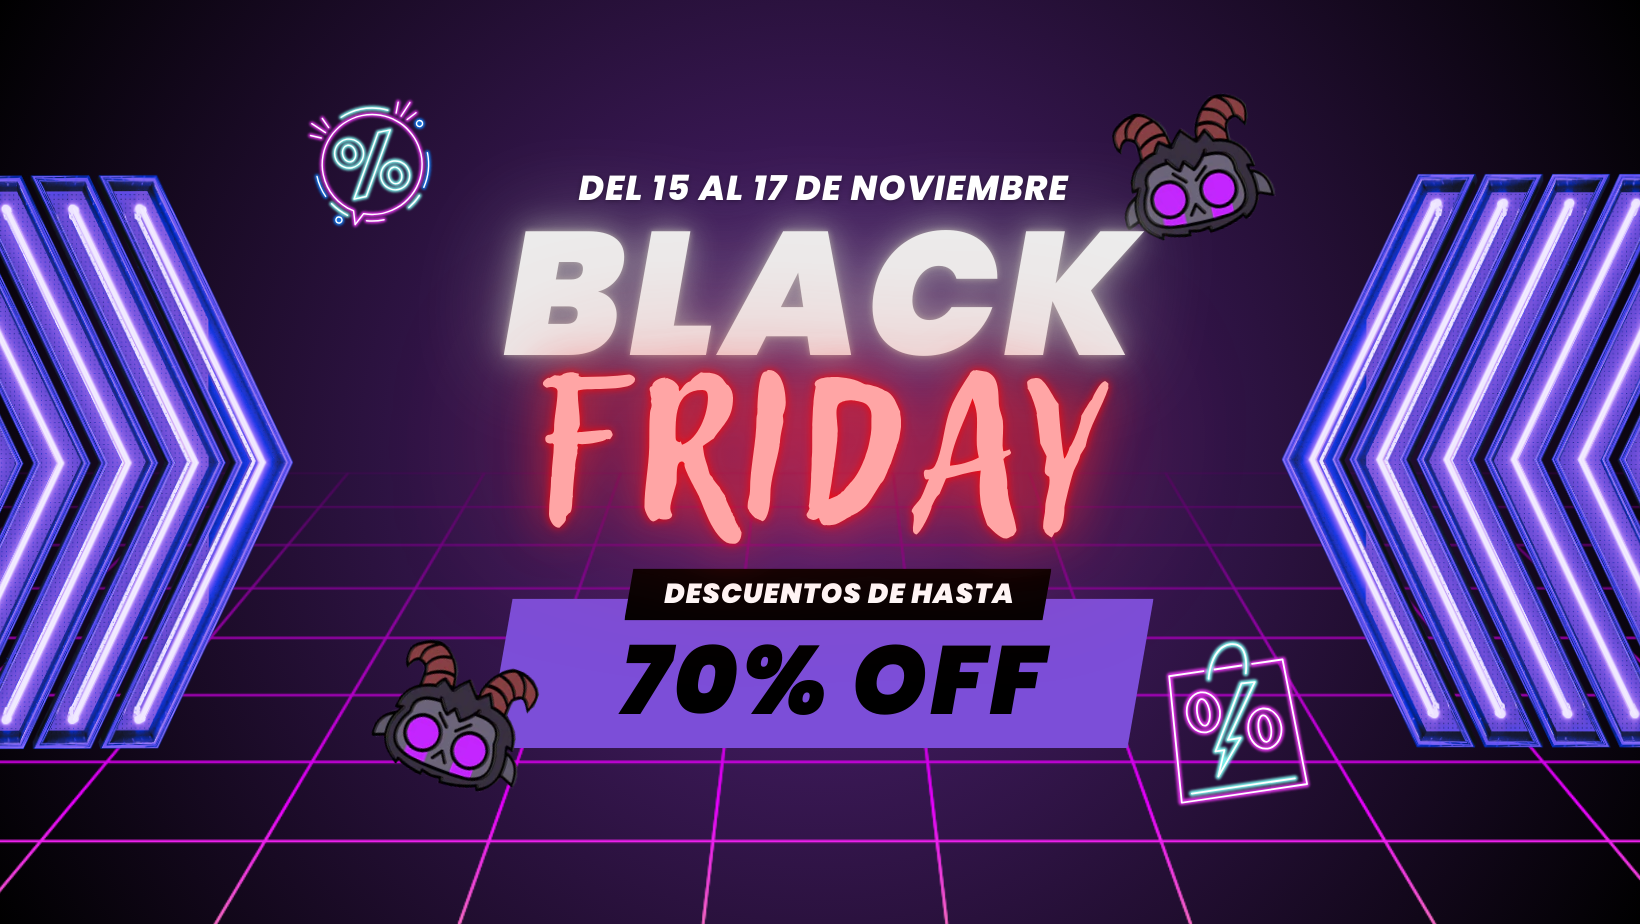 %
DEL 15 AL 17 DE NOVIEMBRE
BLACK
FRIDAY
DESCUENTOS DE HASTA
70% OFF